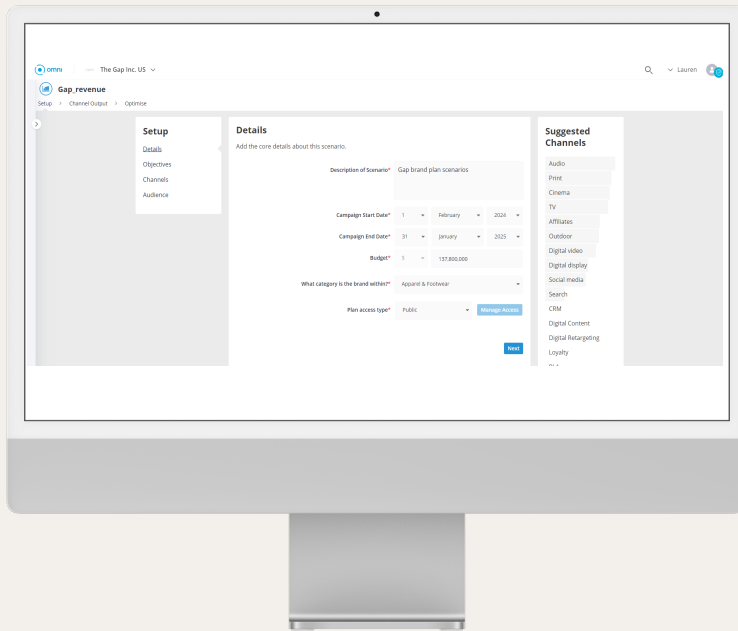 omni
The Gap Inc. US
Lauren
Gap_revenue
Setup > Channel Output > Optimise
Setup
Details
Objectives
Channels
Audience
Details
Add the core details about this scenario.
Description of Scenario* Gap brand plan scenarios
Campaign Start Date* 1 February 2024
Campaign End Date* 31 January 2025
Budget* 137,800,000
What category is the brand within?* Apparel & Footwear
Plan access type* Public Manage Access
Next
Suggested
Channels
Audio
Print
Cinema
TV
Affiliates
Outdoor
Digital video
Digital display
Social media
Search
CRM
Digital Content
Digital Retargeting
Loyalty